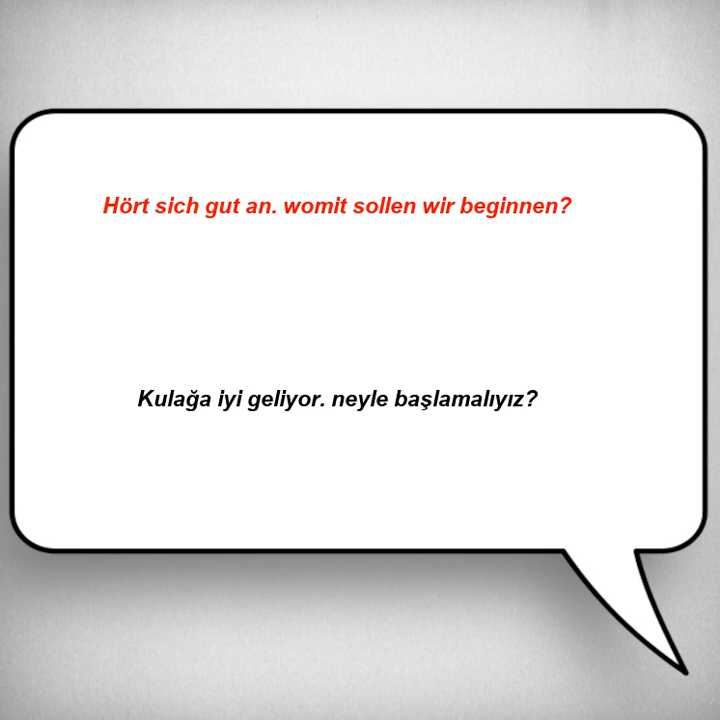 Hört sich gut an. womit sollen wir beginnen?
Kulağa iyi geliyor. neyle başlamalıyız?